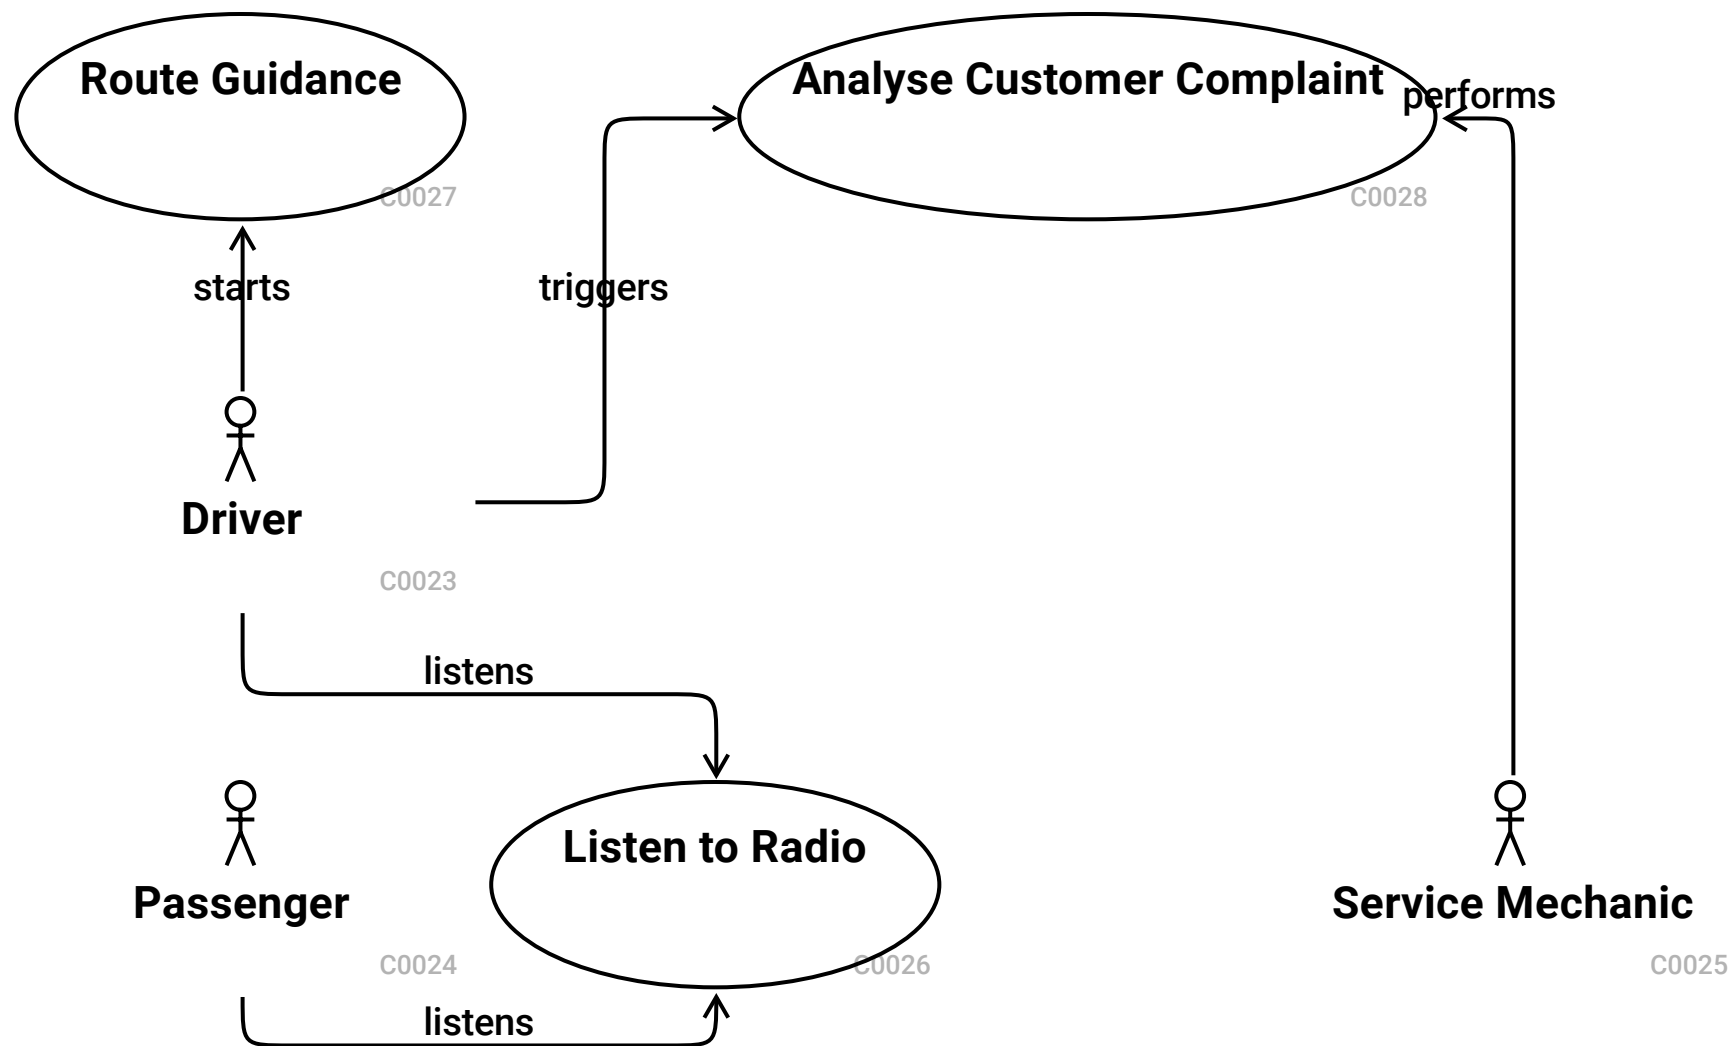 Route Guidance
C0027
Analyse Customer Complaint
C0028
performs
starts
triggers
Driver
C0023
listens
Passenger
C0024
Listen to Radio
C0026
Service Mechanic
C0025
listens